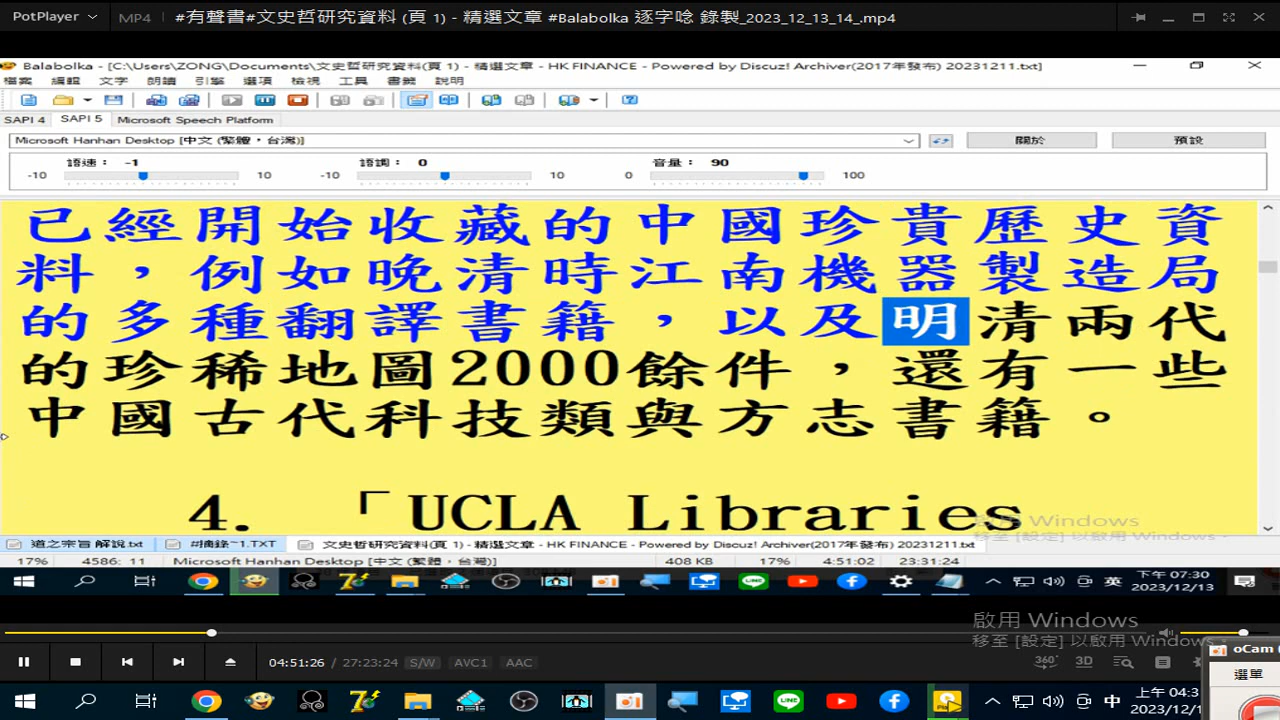 PotPlayer
MP4
#有聲書#文史哲研究資料 (頁 1) - 精選文章 #Balabolka 逐字唸 錄製_2023_12_13_14_.mp4
Balabolka - [C:\Users\ZONG\Documents\文史哲研究資料(頁 1) - 精選文章 - HK FINANCE - Powered by Discuz! Archiver(2017年發布) 20231211.txt]
檔案 編輯 文字 朗讀 引擎 選項 檢視 工具 書籤 說明
SAPI 4 SAPI 5 Microsoft Speech Platform
Microsoft Hanhan Desktop [中文 (繁體，台灣)]
關於 預設
語速： -1 語調： 0 音量： 90
-10 10 -10 10 0 100
已經開始收藏的中國珍貴歷史資
料，例如晚清時江南機器製造局
的多種翻譯書籍，以及明清兩代
的珍稀地圖2000餘件，還有一些
中國古代科技類與方志書籍。
4. 「UCLA Libraries
啟用 Windows
移至 [設定] 以啟用 Windows。
道之宗旨 解說.txt #摘錄~1.TXT 文史哲研究資料(頁 1) - 精選文章 - HK FINANCE - Powered by Discuz! Archiver(2017年發布) 20231211.txt
17% 4586: 11 Microsoft Hanhan Desktop [中文 (繁體，台灣)] 408 KB 17% 4:51:02 23:31:24
英 下午 07:30
2023/12/13
啟用 Windows
移至 [設定] 以啟用 Windows
04:51:26 / 27:23:24 S/W AVC1 AAC
360° 3D
oCam
選單
中 上午 04:3
2023/12/1